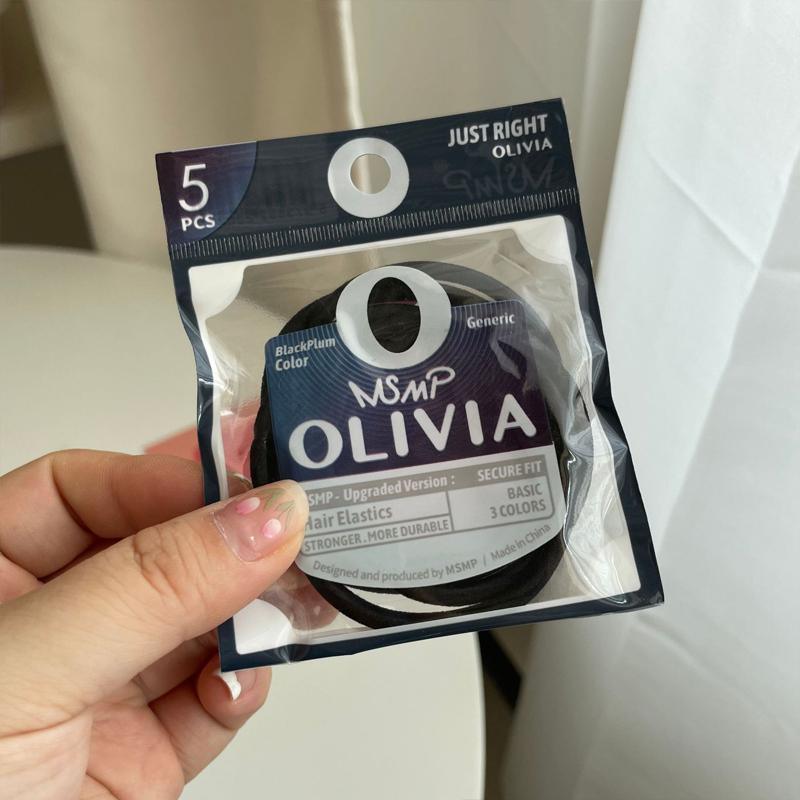 5
PCS
JUST RIGHT
OLIVIA
BlackPlum
Color
Generic
MSMP
OLIVIA
SMP - Upgraded Version :
Hair Elastics
STRONGER . MORE DURABLE
SECURE FIT
BASIC
3 COLORS
Designed and produced by MSMP / Made in China